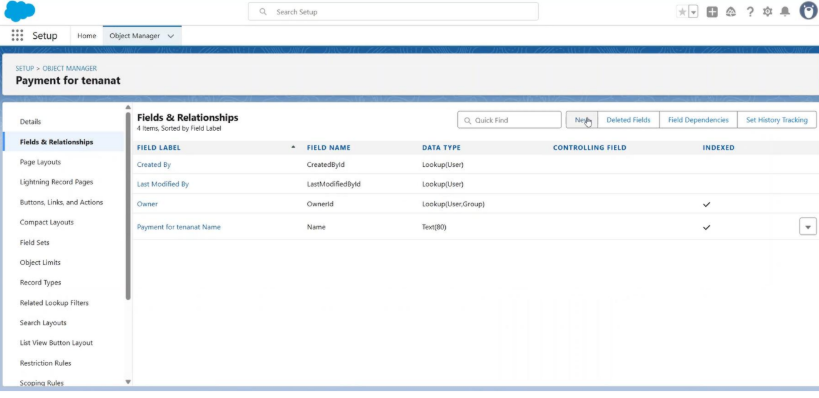 Search Setup
Setup Home Object Manager
SETUP > OBJECT MANAGER
Payment for tenanat
Details
Fields & Relationships
Page Layouts
Lightning Record Pages
Buttons, Links, and Actions
Compact Layouts
Field Sets
Object Limits
Record Types
Related Lookup Filters
Search Layouts
List View Button Layout
Restriction Rules
Scoping Rules
Fields & Relationships
4 Items, Sorted by Field Label
Quick Find New Deleted Fields Field Dependencies Set History Tracking
FIELD LABEL FIELD NAME DATA TYPE CONTROLLING FIELD INDEXED
Created By CreatedById Lookup(User)
Last Modified By LastModifiedById Lookup(User)
Owner OwnerId Lookup(User,Group)
Payment for tenanat Name Name Text(80)